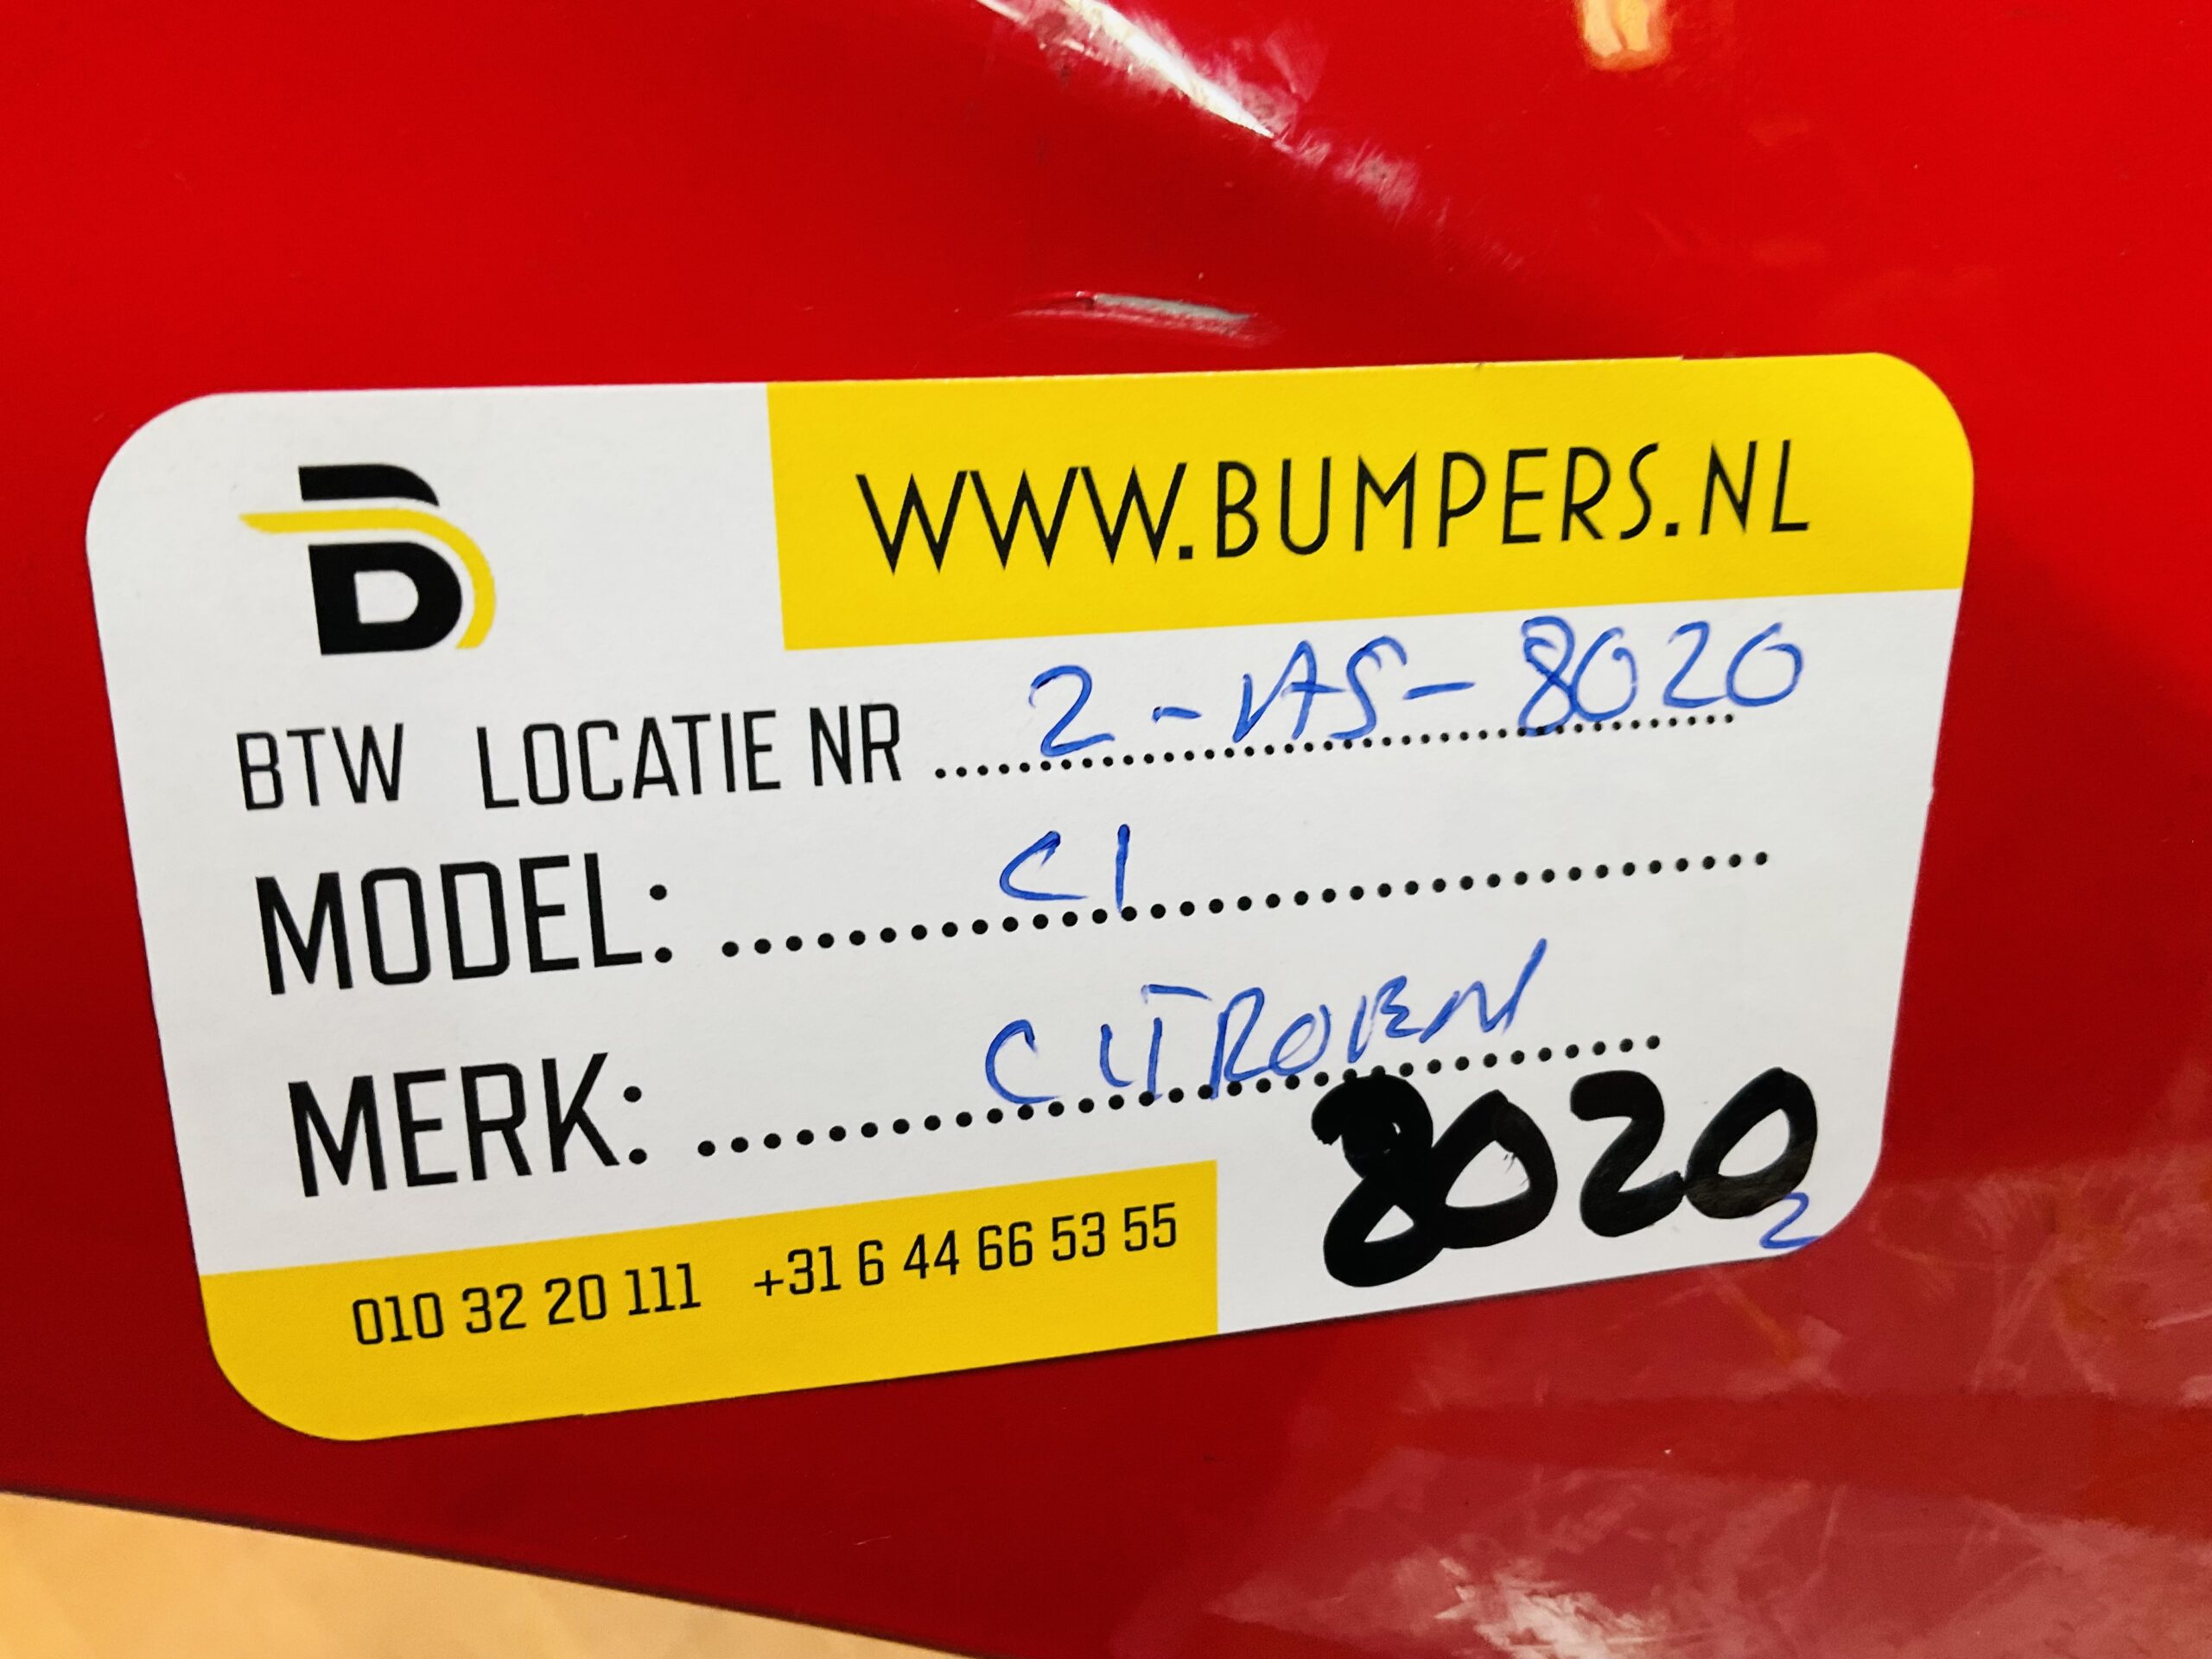 B
WWW.BUMPERS.NL
BTW LOCATIE NR ........ 2-VAS-8020
MODEL: ........ C1
MERK: ........ CITROEN
8020
2
010 32 20 111 +31 6 44 66 53 55